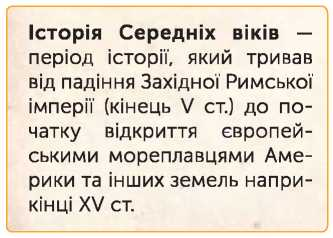 Історія Середніх віків —
період історії, який тривав
від падіння Західної Римської
імперії (кінець V ст.) до по-
чатку відкриття європей-
ськими мореплавцями Аме-
рики та інших земель напри-
кінці XV ст.